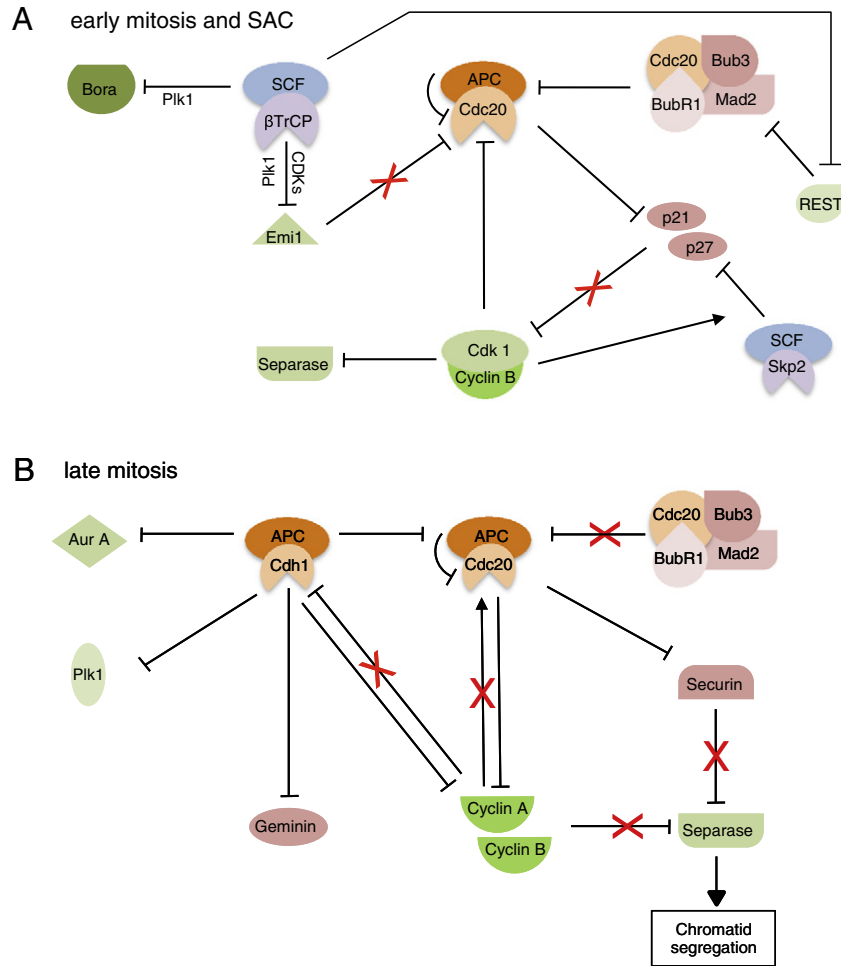 A early mitosis and SAC
Bora
Plk1
SCF
βTrCP
Plk1
CDKs
Emi1
APC
Cdc20
Cdc20
Bub3
BubR1
Mad2
REST
p21
p27
SCF
Skp2
Separase
Cdk 1
Cyclin B
B late mitosis
Aur A
APC
Cdh1
APC
Cdc20
Cdc20
Bub3
BubR1
Mad2
Plk1
Securin
Geminin
Cyclin A
Cyclin B
Separase
Chromatid
segregation